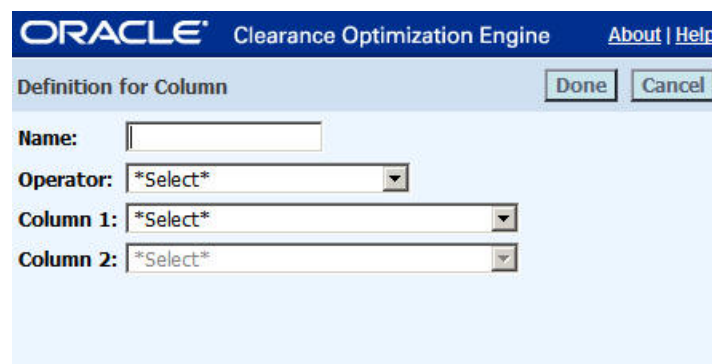 ORACLE Clearance Optimization Engine About | Help
Definition for Column Done Cancel
Name:
Operator: *Select*
Column 1: *Select*
Column 2: *Select*